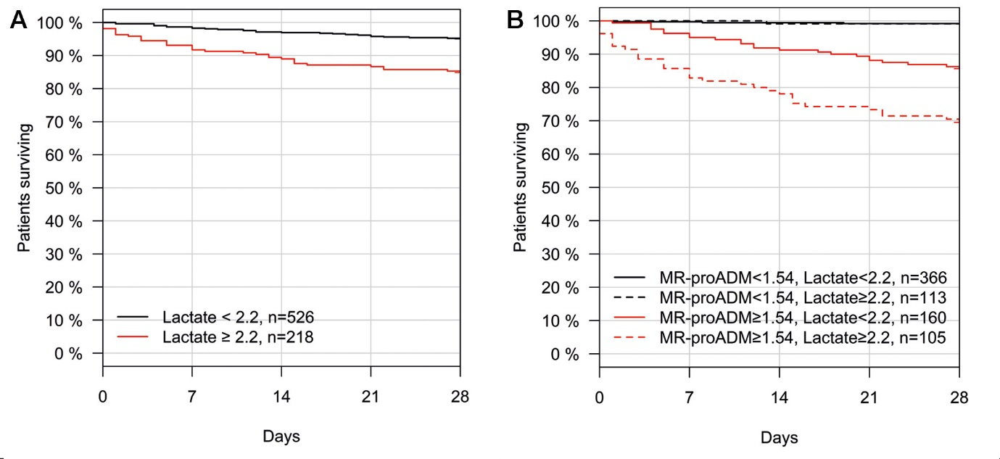 A
100 %
90 %
80 %
70 %
60 %
50 %
40 %
30 %
20 %
10 %
0 %
Patients surviving
Lactate < 2.2, n=526
Lactate ≥ 2.2, n=218
0 7 14 21 28
Days
B
100 %
90 %
80 %
70 %
60 %
50 %
40 %
30 %
20 %
10 %
0 %
Patients surviving
MR-proADM<1.54, Lactate<2.2, n=366
MR-proADM<1.54, Lactate≥2.2, n=113
MR-proADM≥1.54, Lactate<2.2, n=160
MR-proADM≥1.54, Lactate≥2.2, n=105
0 7 14 21 28
Days